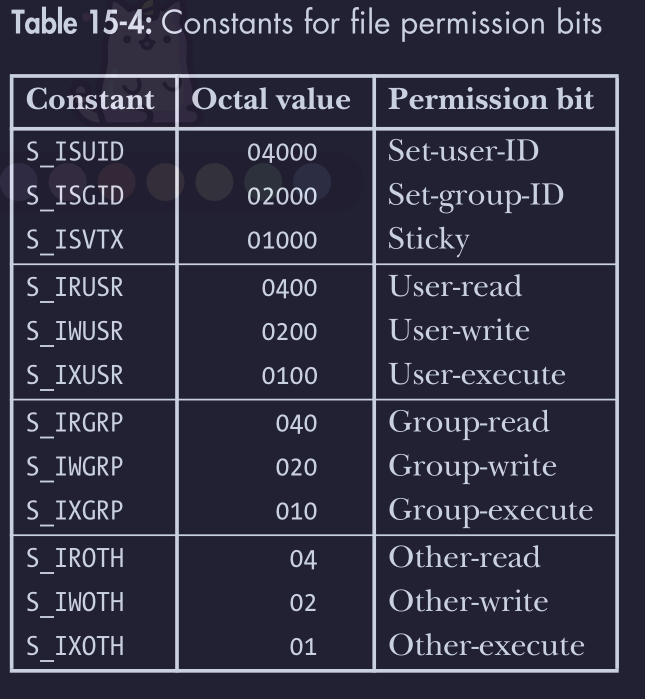 Table 15-4: Constants for file permission bits
Constant Octal value Permission bit
S_ISUID 04000 Set-user-ID
S_ISGID 02000 Set-group-ID
S_ISVTX 01000 Sticky
S_IRUSR 0400 User-read
S_IWUSR 0200 User-write
S_IXUSR 0100 User-execute
S_IRGRP 040 Group-read
S_IWGRP 020 Group-write
S_IXGRP 010 Group-execute
S_IROTH 04 Other-read
S_IWOTH 02 Other-write
S_IXOTH 01 Other-execute